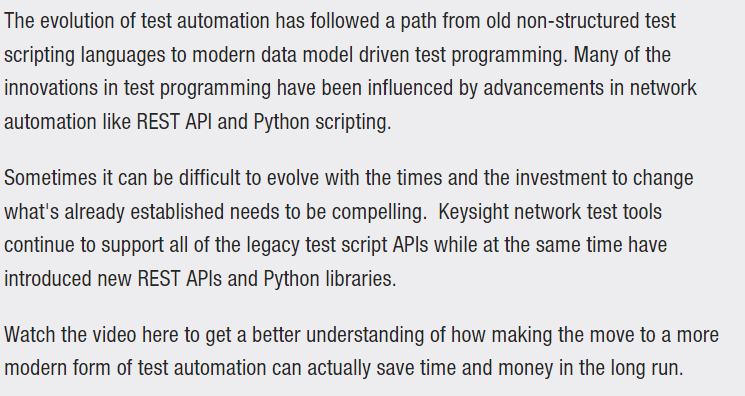 The evolution of test automation has followed a path from old non-structured test
scripting languages to modern data model driven test programming. Many of the
innovations in test programming have been influenced by advancements in network
automation like REST API and Python scripting.
Sometimes it can be difficult to evolve with the times and the investment to change
what's already established needs to be compelling.  Keysight network test tools
continue to support all of the legacy test script APIs while at the same time have
introduced new REST APIs and Python libraries.
Watch the video here to get a better understanding of how making the move to a more
modern form of test automation can actually save time and money in the long run.